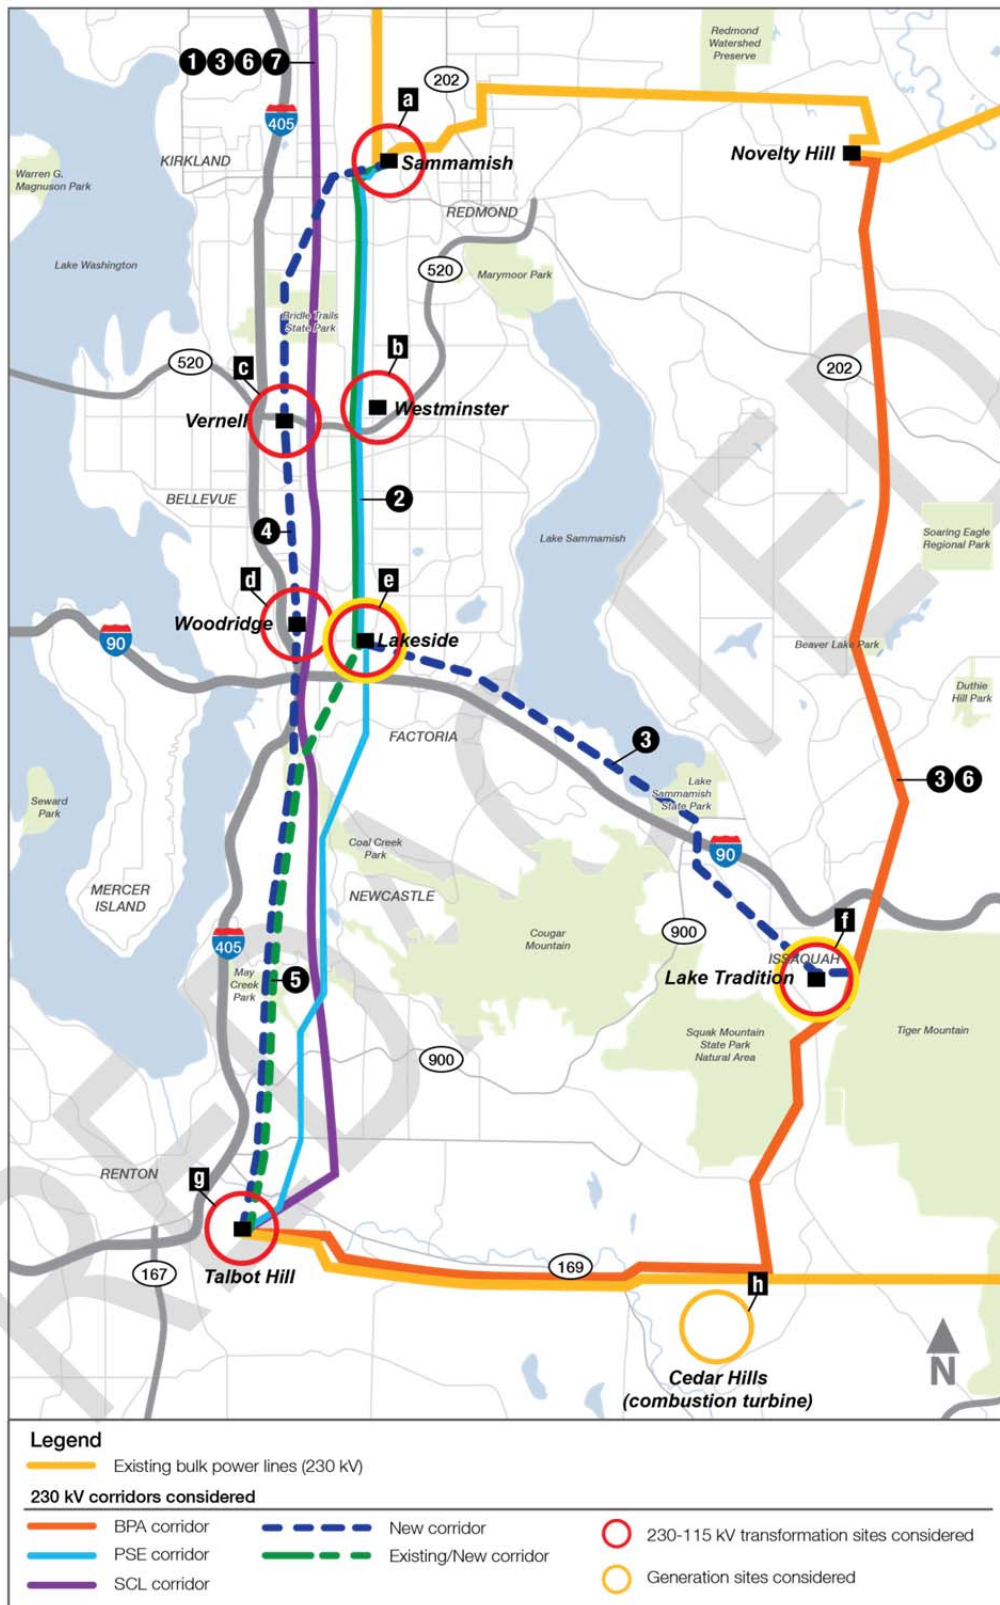 1 3 6 7
202
a
Redmond
Watershed
Preserve
405
KIRKLAND
Sammamish
Novelty Hill
Warren G.
Magnuson Park
REDMOND
Lake Washington
520
Marymoor Park
Bridle Trails
State Park
520
c
b
202
Vernell
Westminster
BELLEVUE
2
4
Lake Sammamish
Soaring Eagle
Regional Park
d
e
Woodridge
Lakeside
90
Beaver Lake Park
Duthie
Hill Park
FACTORIA
3
3 6
Seward
Park
Lake
Sammamish
State Park
Coal Creek
Park
90
MERCER
ISLAND
NEWCASTLE
900
f
405
Cougar
Mountain
ISSAQUAH
Lake Tradition
May
Creek
Park
5
Squak Mountain
State Park
Natural Area
Tiger Mountain
900
RENTON
g
Talbot Hill
167
169
h
Cedar Hills
(combustion turbine)
N
Legend
Existing bulk power lines (230 kV)
230 kV corridors considered
BPA corridor
New corridor
230-115 kV transformation sites considered
PSE corridor
Existing/New corridor
Generation sites considered
SCL corridor